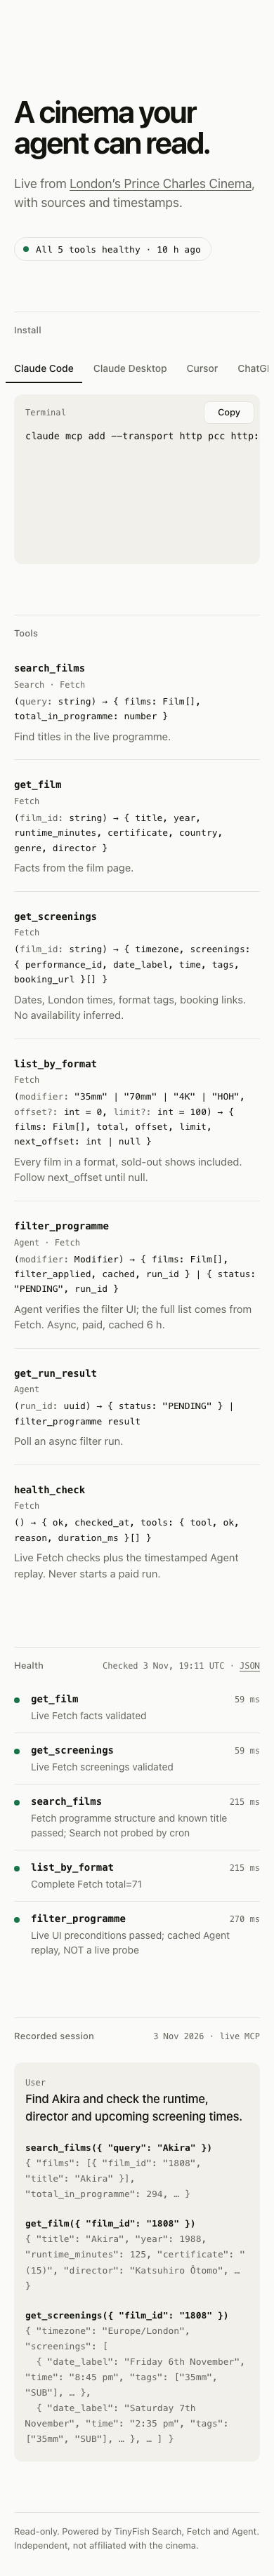 A cinema your
agent can read.
Live from London's Prince Charles Cinema,
with sources and timestamps.
All 5 tools healthy · 10 h ago
Install
Claude Code Claude Desktop Cursor ChatG
Terminal Copy
claude mcp add --transport http pcc http:
Tools
search_films
Search · Fetch
(query: string) → { films: Film[],
total_in_programme: number }
Find titles in the live programme.
get_film
Fetch
(film_id: string) → { title, year,
runtime_minutes, certificate, country,
genre, director }
Facts from the film page.
get_screenings
Fetch
(film_id: string) → { timezone, screenings:
{ performance_id, date_label, time, tags,
booking_url }[] }
Dates, London times, format tags, booking links.
No availability inferred.
list_by_format
Fetch
(modifier: "35mm" | "70mm" | "4K" | "HOH",
offset?: int = 0, limit?: int = 100) → {
films: Film[], total, offset, limit,
next_offset: int | null }
Every film in a format, sold-out shows included.
Follow next_offset until null.
filter_programme
Agent · Fetch
(modifier: Modifier) → { films: Film[],
filter_applied, cached, run_id } | { status:
"PENDING", run_id }
Agent verifies the filter UI; the full list comes from
Fetch. Async, paid, cached 6 h.
get_run_result
Agent
(run_id: uuid) → { status: "PENDING" } |
filter_programme result
Poll an async filter run.
health_check
Fetch
() → { ok, checked_at, tools: { tool, ok,
reason, duration_ms }[] }
Live Fetch checks plus the timestamped Agent
replay. Never starts a paid run.
Health Checked 3 Nov, 19:11 UTC · JSON
get_film 59 ms
Live Fetch facts validated
get_screenings 59 ms
Live Fetch screenings validated
search_films 215 ms
Fetch programme structure and known title
passed; Search not probed by cron
list_by_format 215 ms
Complete Fetch total=71
filter_programme 270 ms
Live UI preconditions passed; cached Agent
replay, NOT a live probe
Recorded session 3 Nov 2026 · live MCP
User
Find Akira and check the runtime,
director and upcoming screening times.
search_films({ "query": "Akira" })
{ "films": [{ "film_id": "1808",
"title": "Akira" }],
"total_in_programme": 294, … }
get_film({ "film_id": "1808" })
{ "title": "Akira", "year": 1988,
"runtime_minutes": 125, "certificate": "
(15)", "director": "Katsuhiro Ōtomo", …
}
get_screenings({ "film_id": "1808" })
{ "timezone": "Europe/London",
"screenings": [
{ "date_label": "Friday 6th November",
"time": "8:45 pm", "tags": ["35mm",
"SUB"], … },
{ "date_label": "Saturday 7th
November", "time": "2:35 pm", "tags":
["35mm", "SUB"], … }, … ] }
Read-only. Powered by TinyFish Search, Fetch and Agent.
Independent, not affiliated with the cinema.